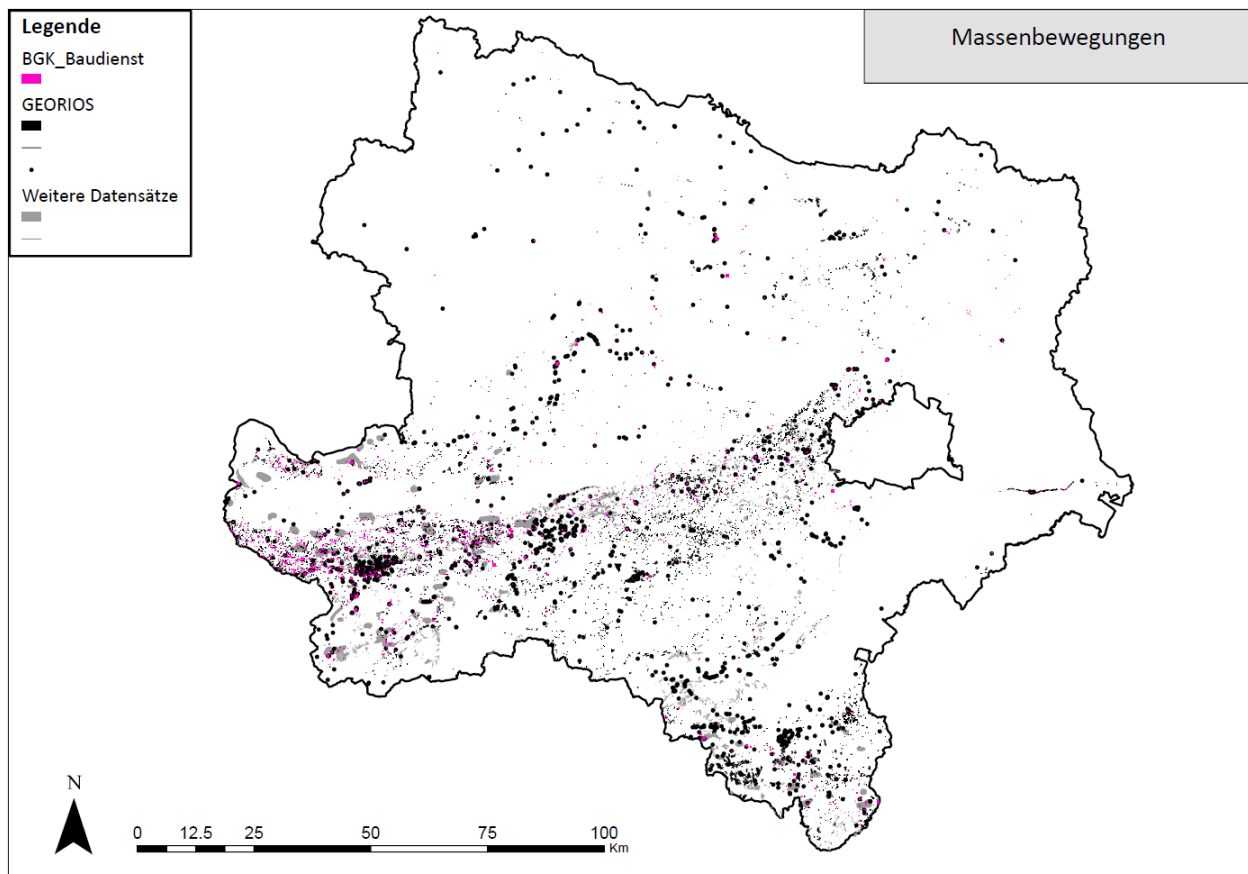 Legende
BGK_Baudienst
GEORIOS
Weitere Datensätze
Massenbewegungen
N
0 12.5 25 50 75 100
Km